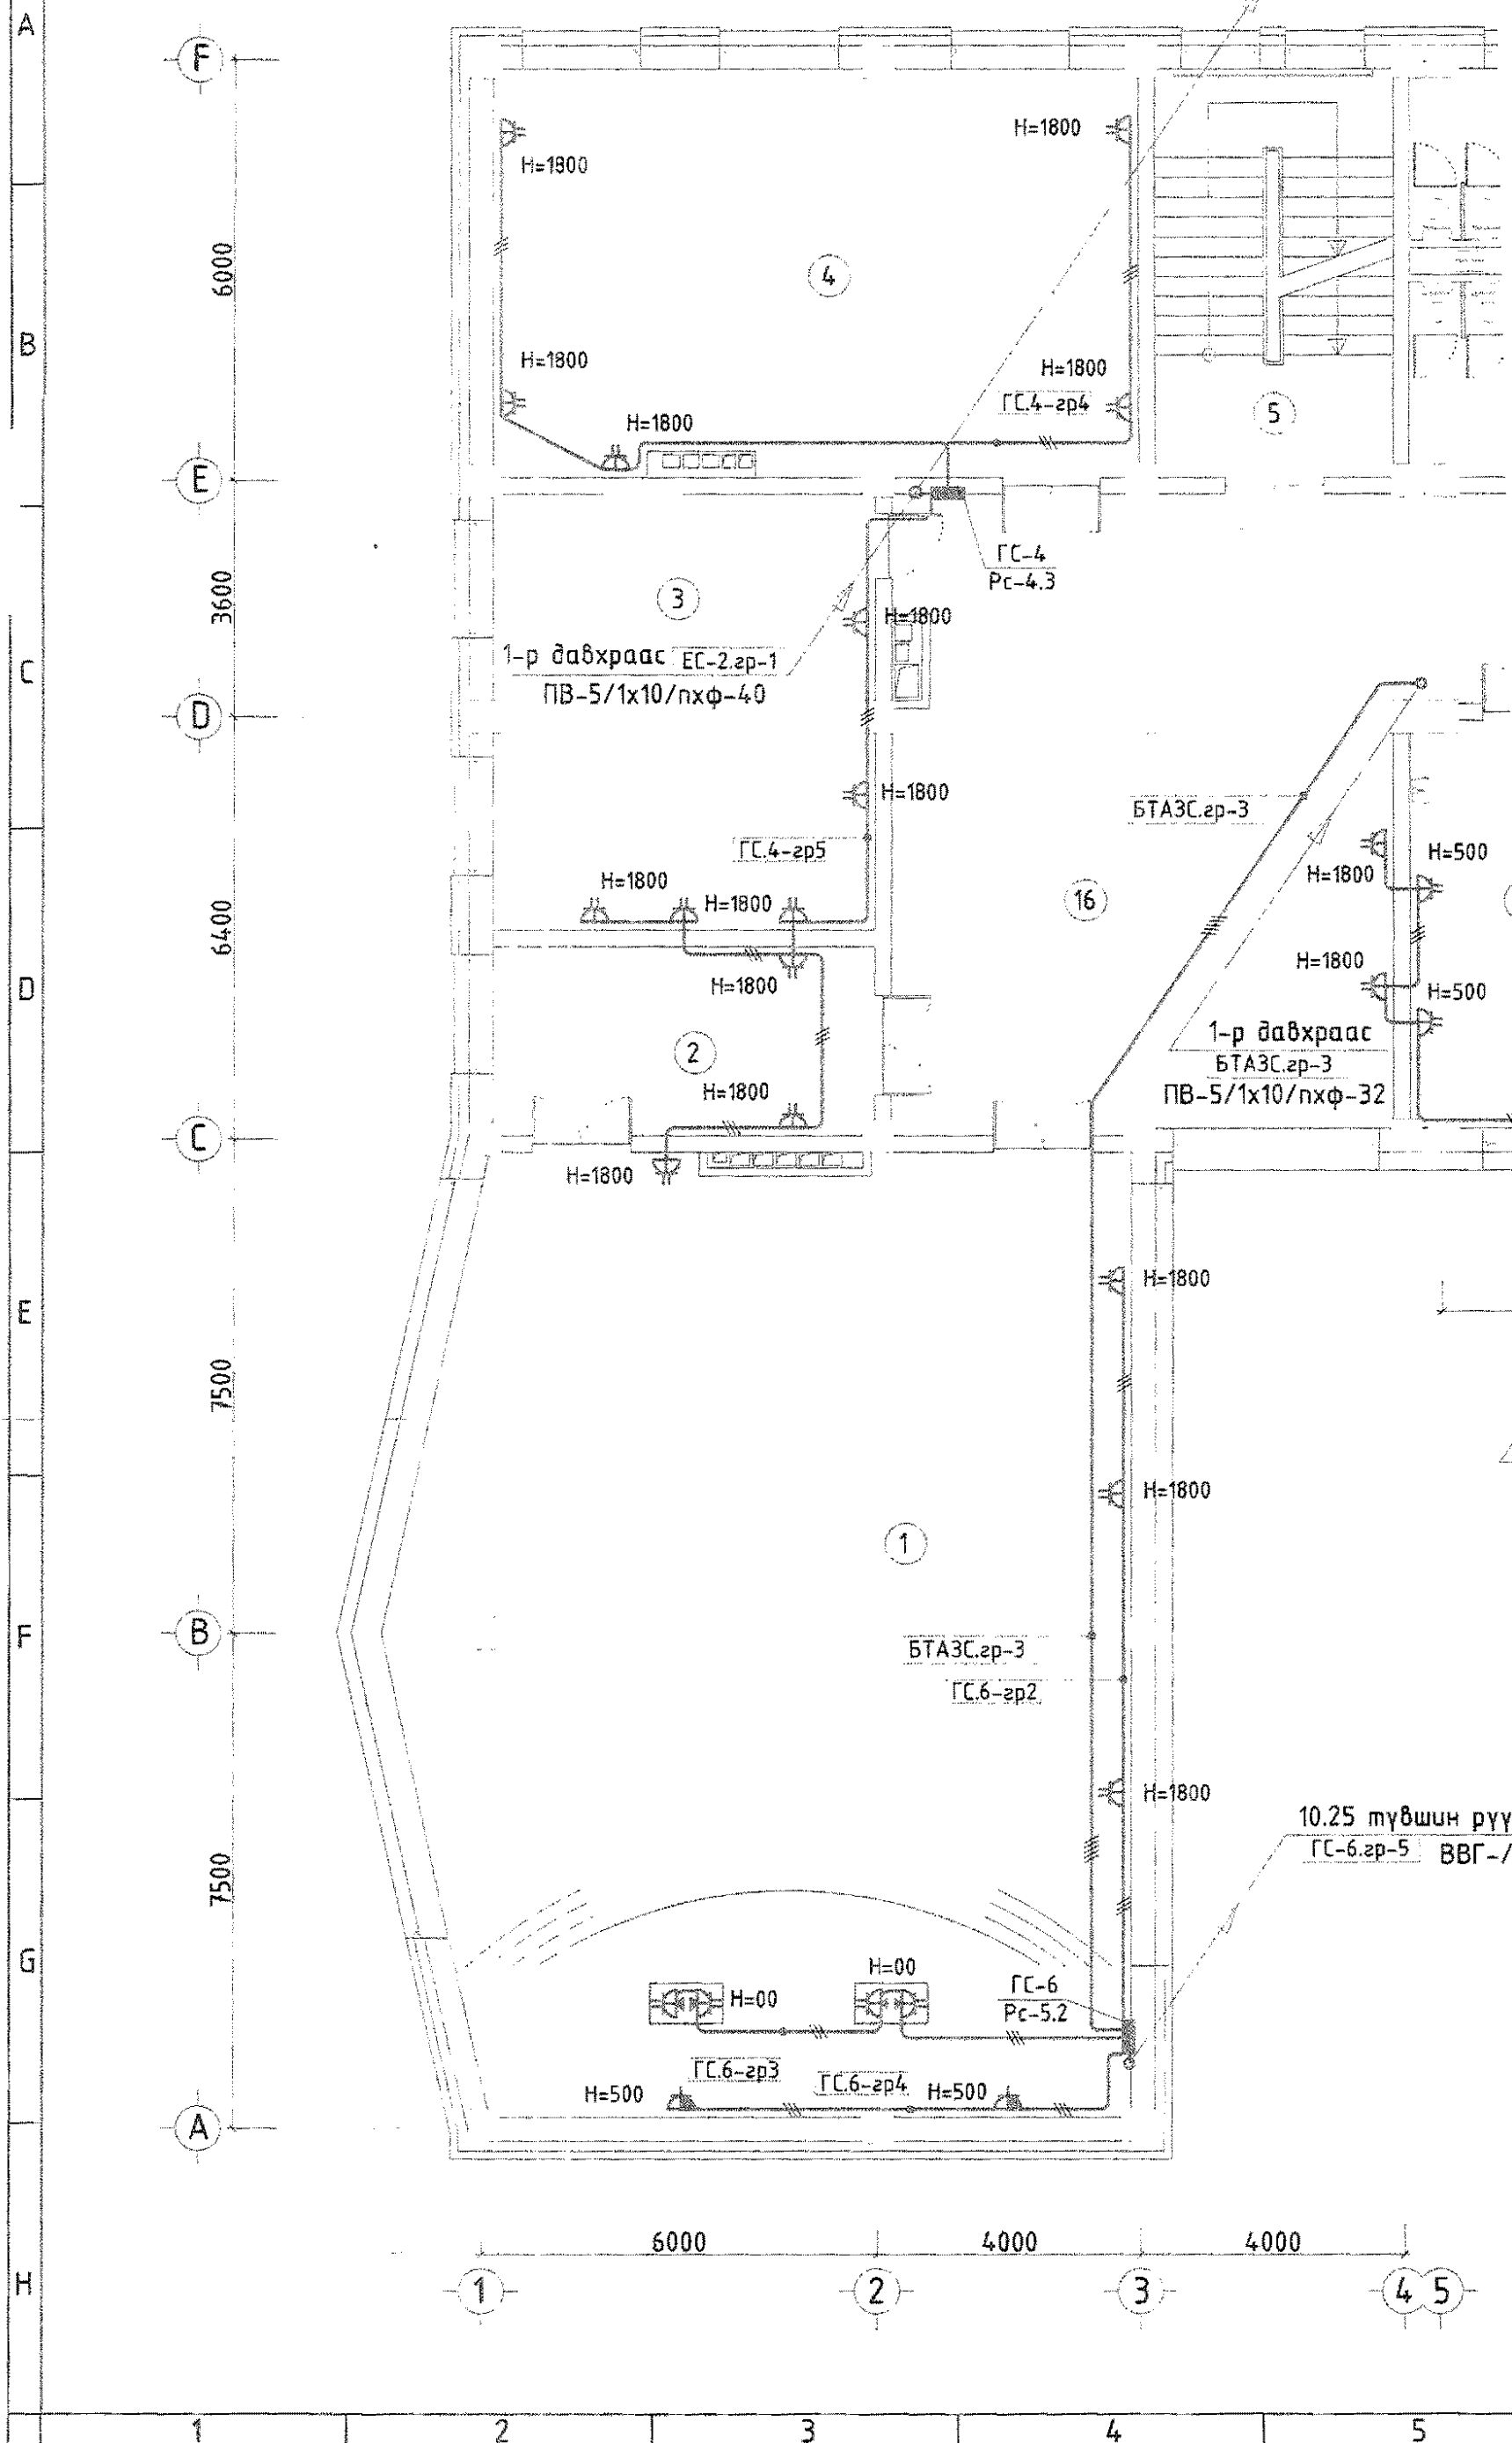 A
F
H=1800
H=1800
6000
4
B
H=1800
H=1800
ГС.4-гр4
5
H=1800
E
ГС-4
Рс-4.3
3600
3
H=1800
1-р давхраас ЕС-2.гр-1
ПВ-5/1x10/пхф-40
C
D
H=1800
БТАЗС.гр-3
ГС.4-гр5
H=500
H=1800
H=1800
H=1800
16
6400
D
H=1800
H=1800
H=500
1-р давхраас
БТАЗС.гр-3
ПВ-5/1x10/пхф-32
2
H=1800
C
H=1800
H=1800
E
7500
H=1800
1
F
B
БТАЗС.гр-3
ГС.6-гр2
H=1800
10.25 түвшин рүү
ГС-6.гр-5 ВВГ-/
7500
G
H=00
H=00
ГС-6
Рс-5.2
ГС.6-гр3
ГС.6-гр4
H=500
H=500
A
6000
4000
4000
H
1
2
3
4
5
1
2
3
4
5